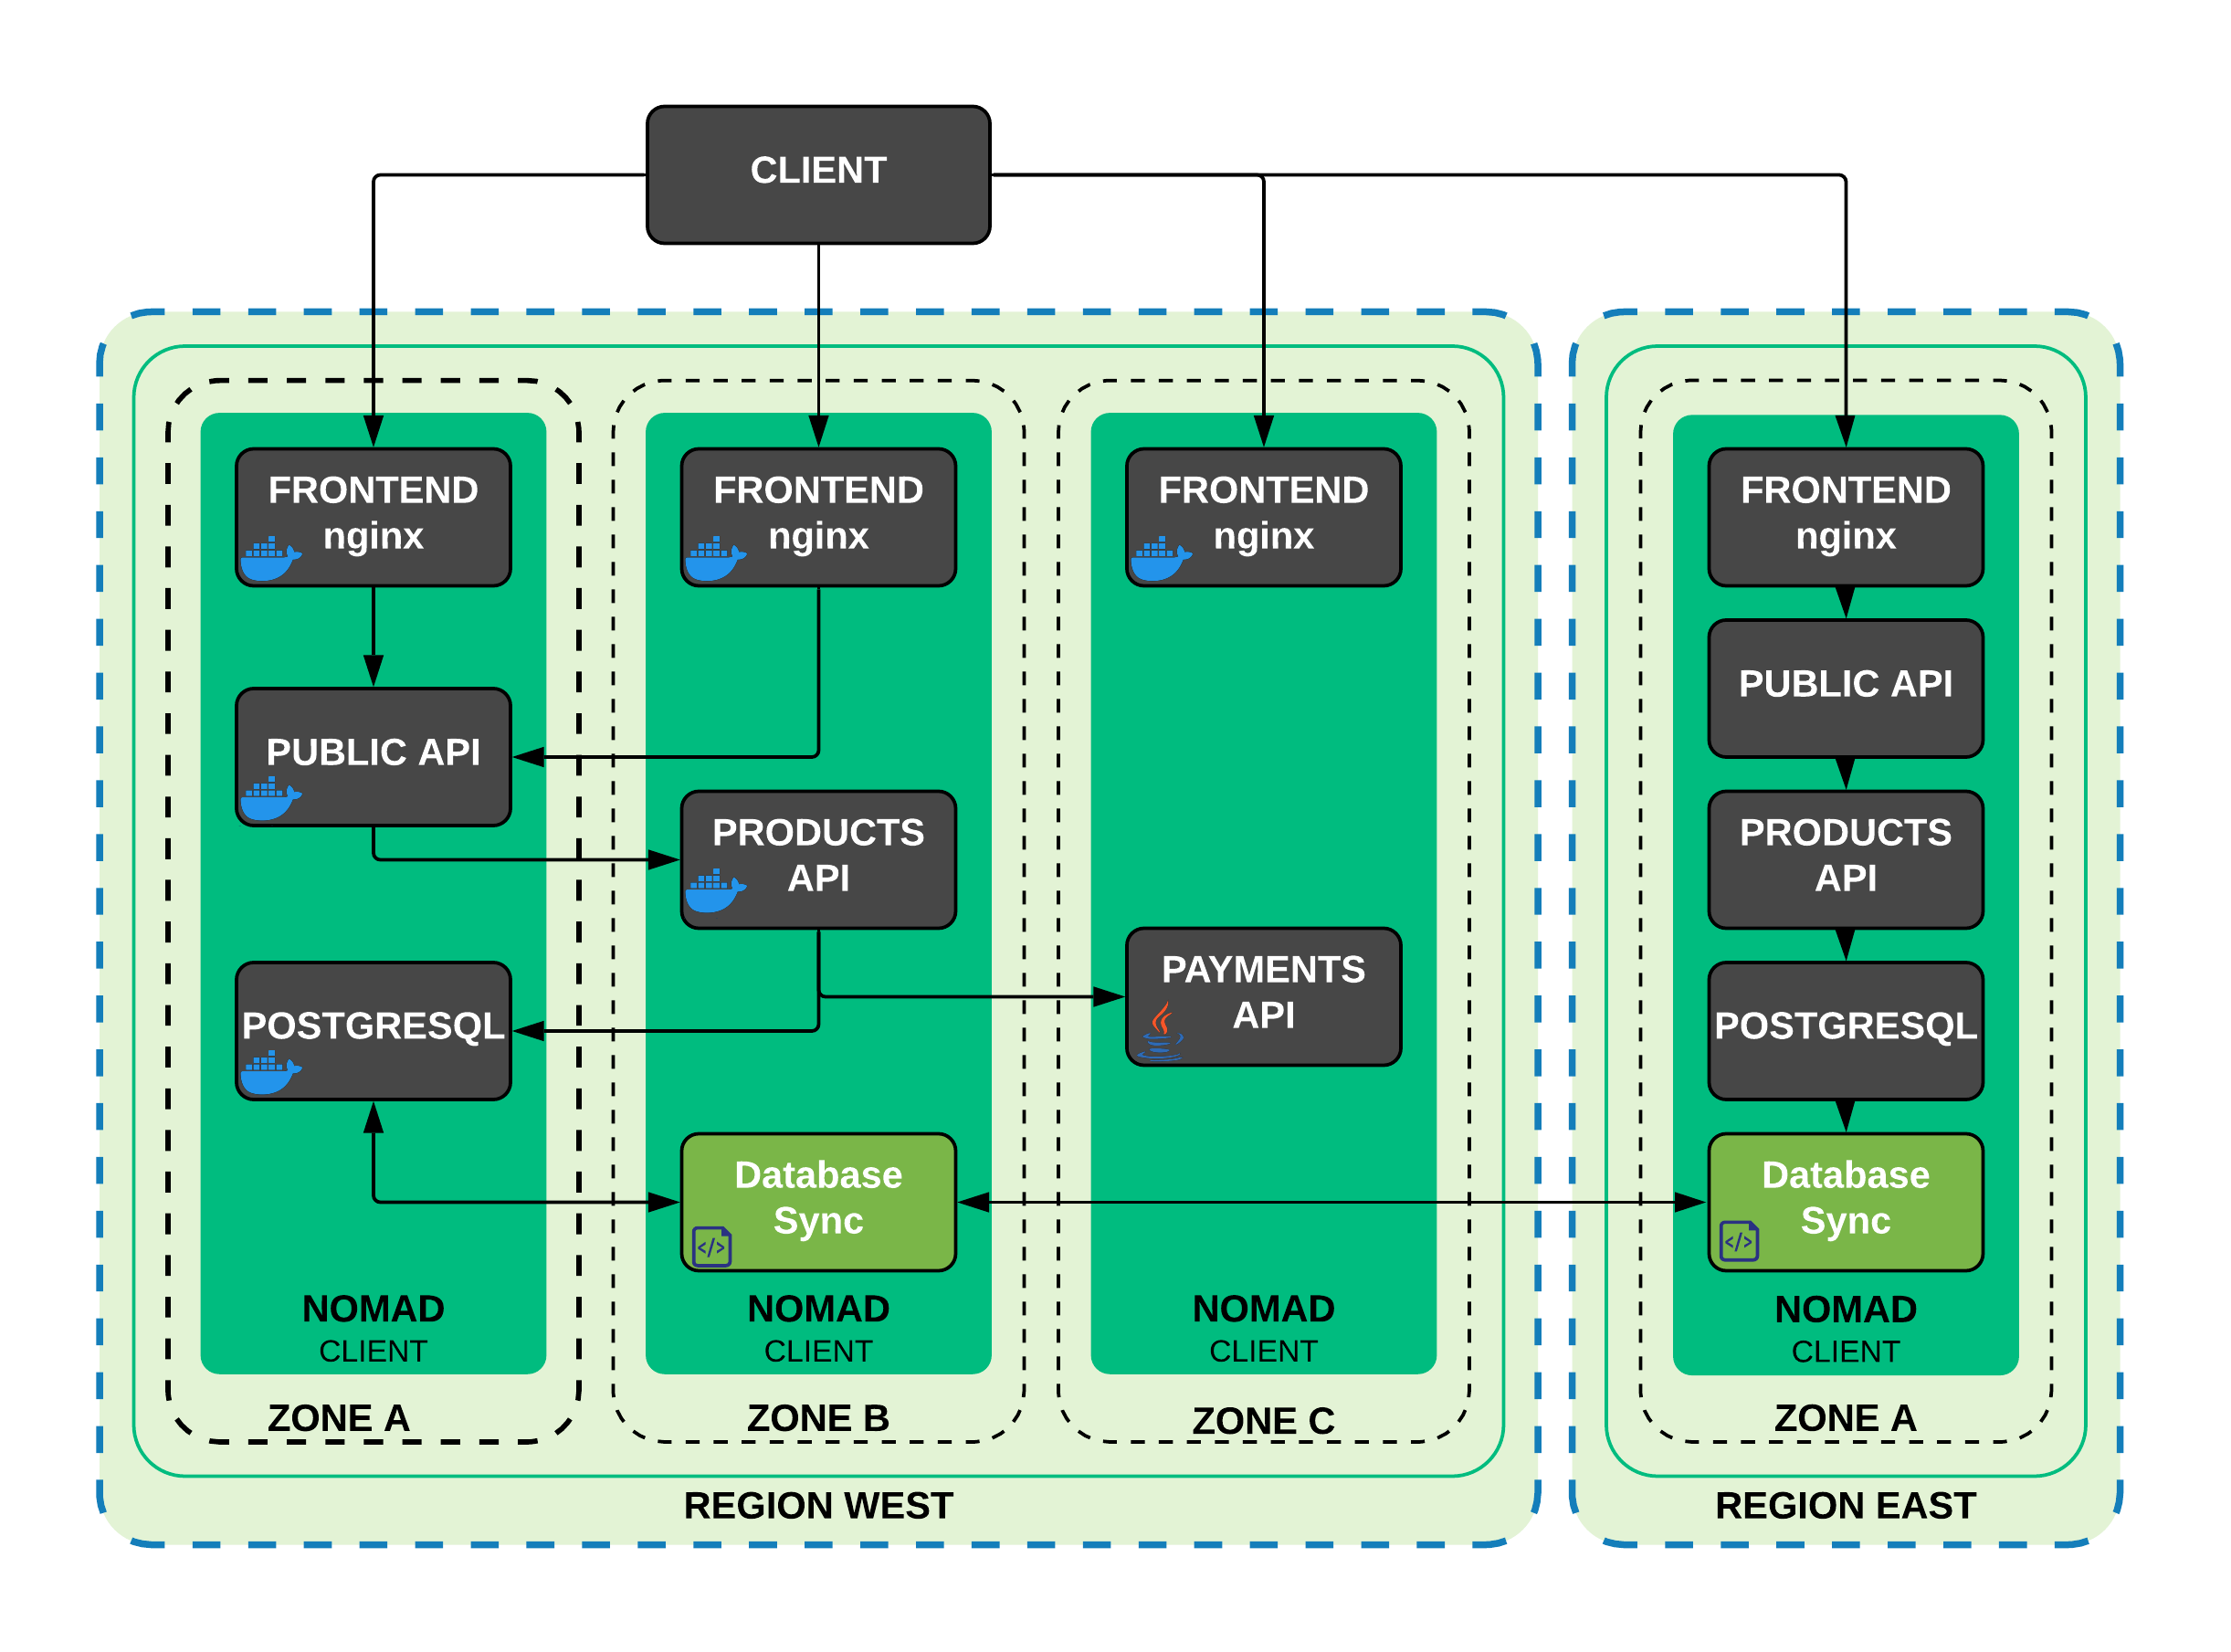 CLIENT
FRONTEND
nginx
PUBLIC API
POSTGRESQL
NOMAD
CLIENT
ZONE A
FRONTEND
nginx
PRODUCTS
API
Database
Sync
</>
NOMAD
CLIENT
ZONE B
FRONTEND
nginx
PAYMENTS
API
NOMAD
CLIENT
ZONE C
REGION WEST
FRONTEND
nginx
PUBLIC API
PRODUCTS
API
POSTGRESQL
Database
Sync
</>
NOMAD
CLIENT
ZONE A
REGION EAST